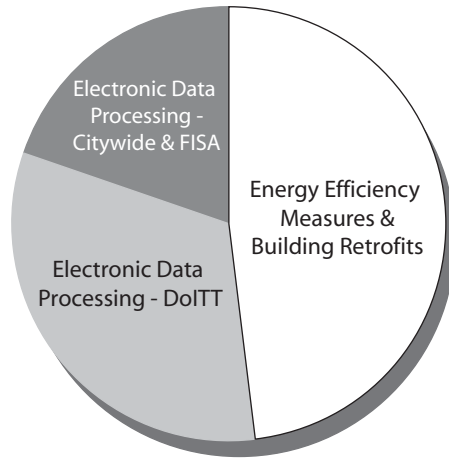 Electronic Data
Processing -
Citywide & FISA
Energy Efficiency
Measures &
Building Retrofits
Electronic Data
Processing - DoITT